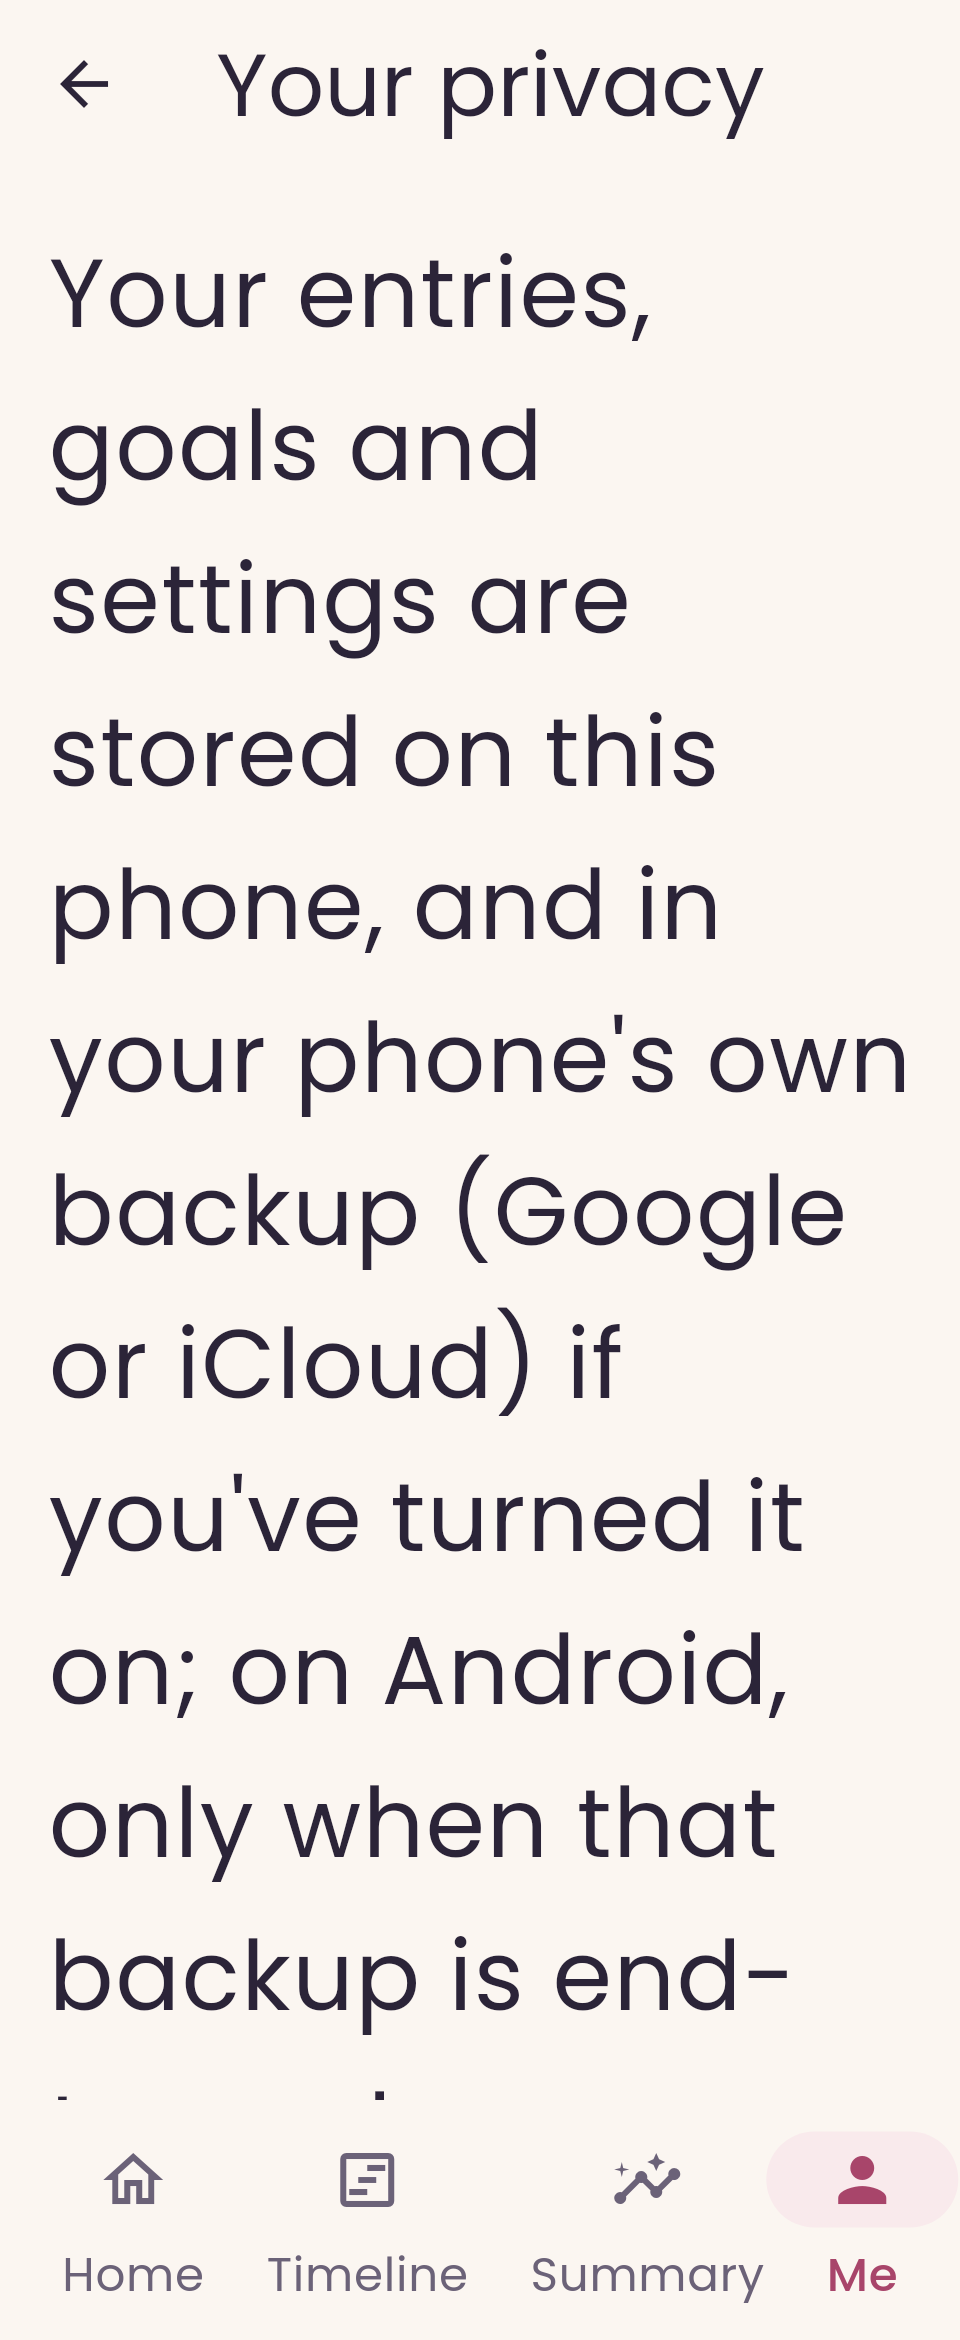 Your privacy
Your entries,
goals and
settings are
stored on this
phone, and in
your phone's own
backup (Google
or iCloud) if
you've turned it
on; on Android,
only when that
backup is end-
Home
Timeline
Summary
Me